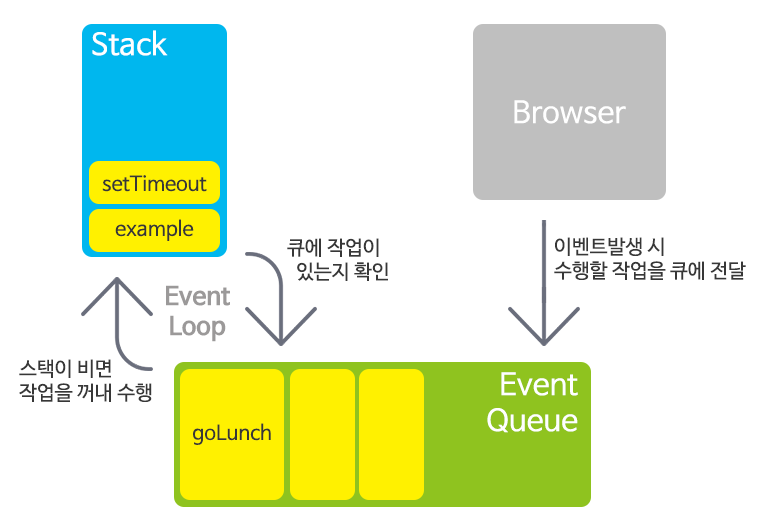 Stack
Browser
setTimeout
example
큐에 작업이
있는지 확인
이벤트발생 시
수행할 작업을 큐에 전달
Event
Loop
스택이 비면
작업을 꺼내 수행
Event
Queue
goLunch